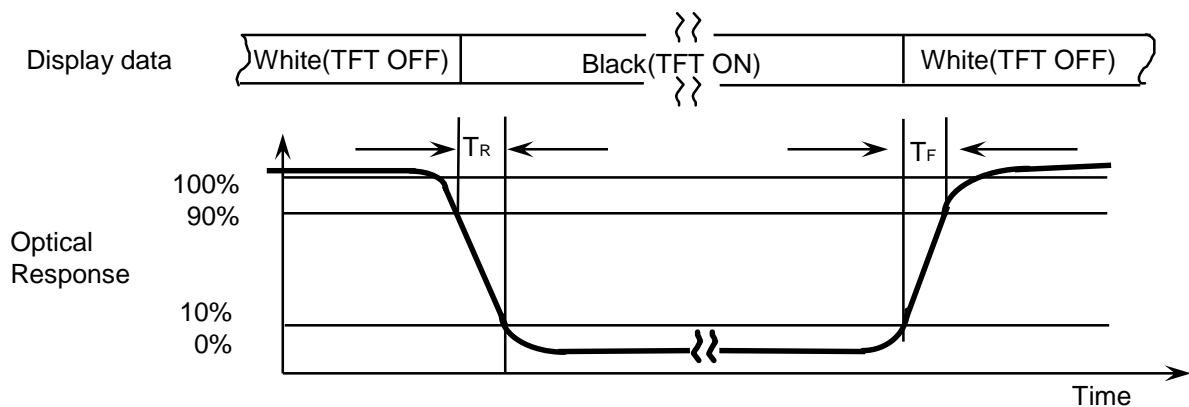 Display data
White(TFT OFF)
Black(TFT ON)
White(TFT OFF)
TR
TF
100%
90%
Optical
Response
10%
0%
Time